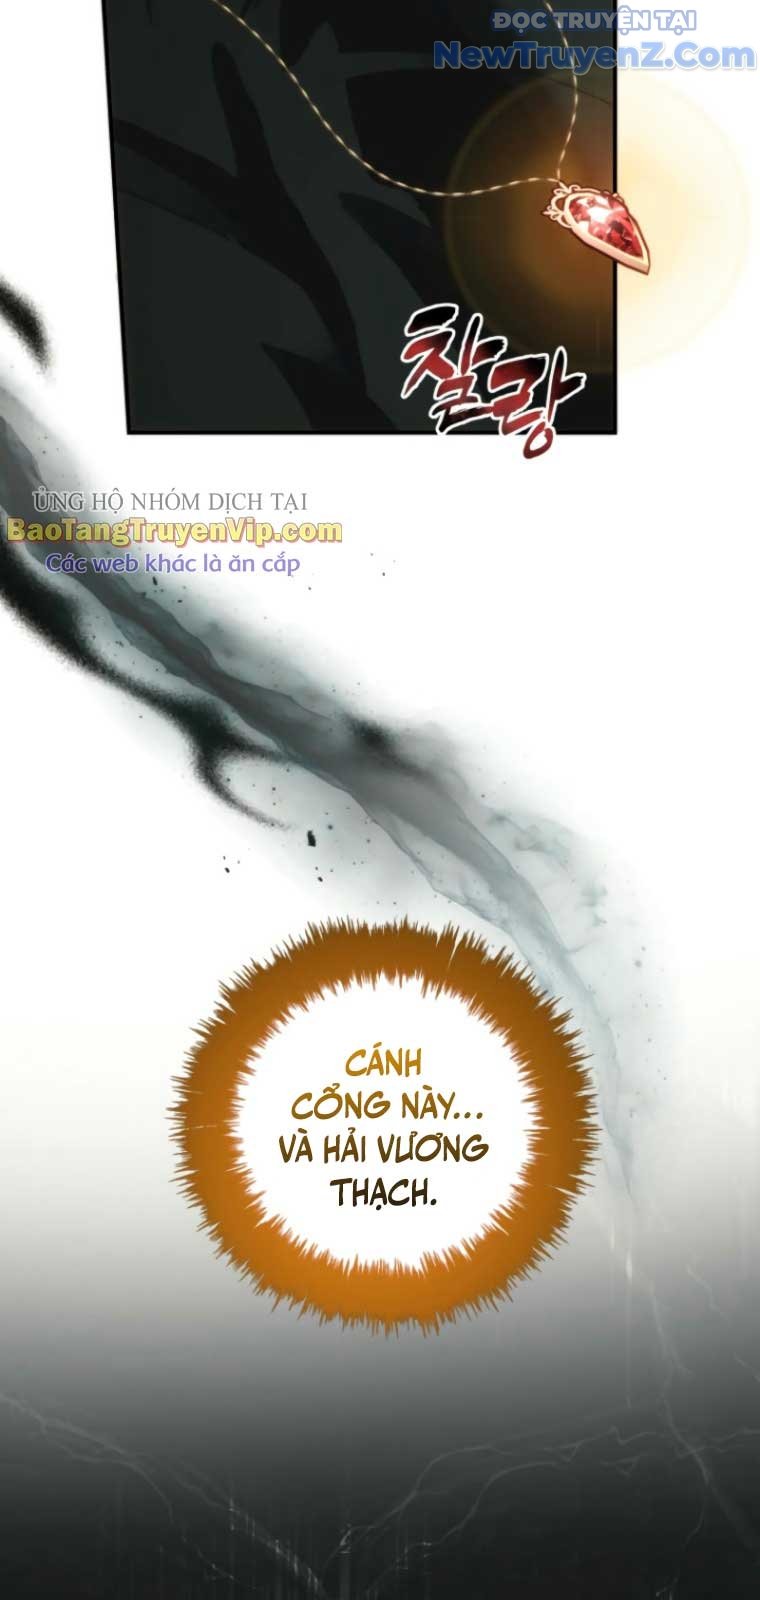 ĐỌC TRUYỆN TẠI
NewTruyenZ.Com
찰랑
ỦNG HỘ NHÓM DỊCH TẠI
BaoTangTruyenVip.com
Các web khác là ăn cắp
CÁNH
CỔNG NÀY...
VÀ HẢI VƯƠNG
THẠCH.